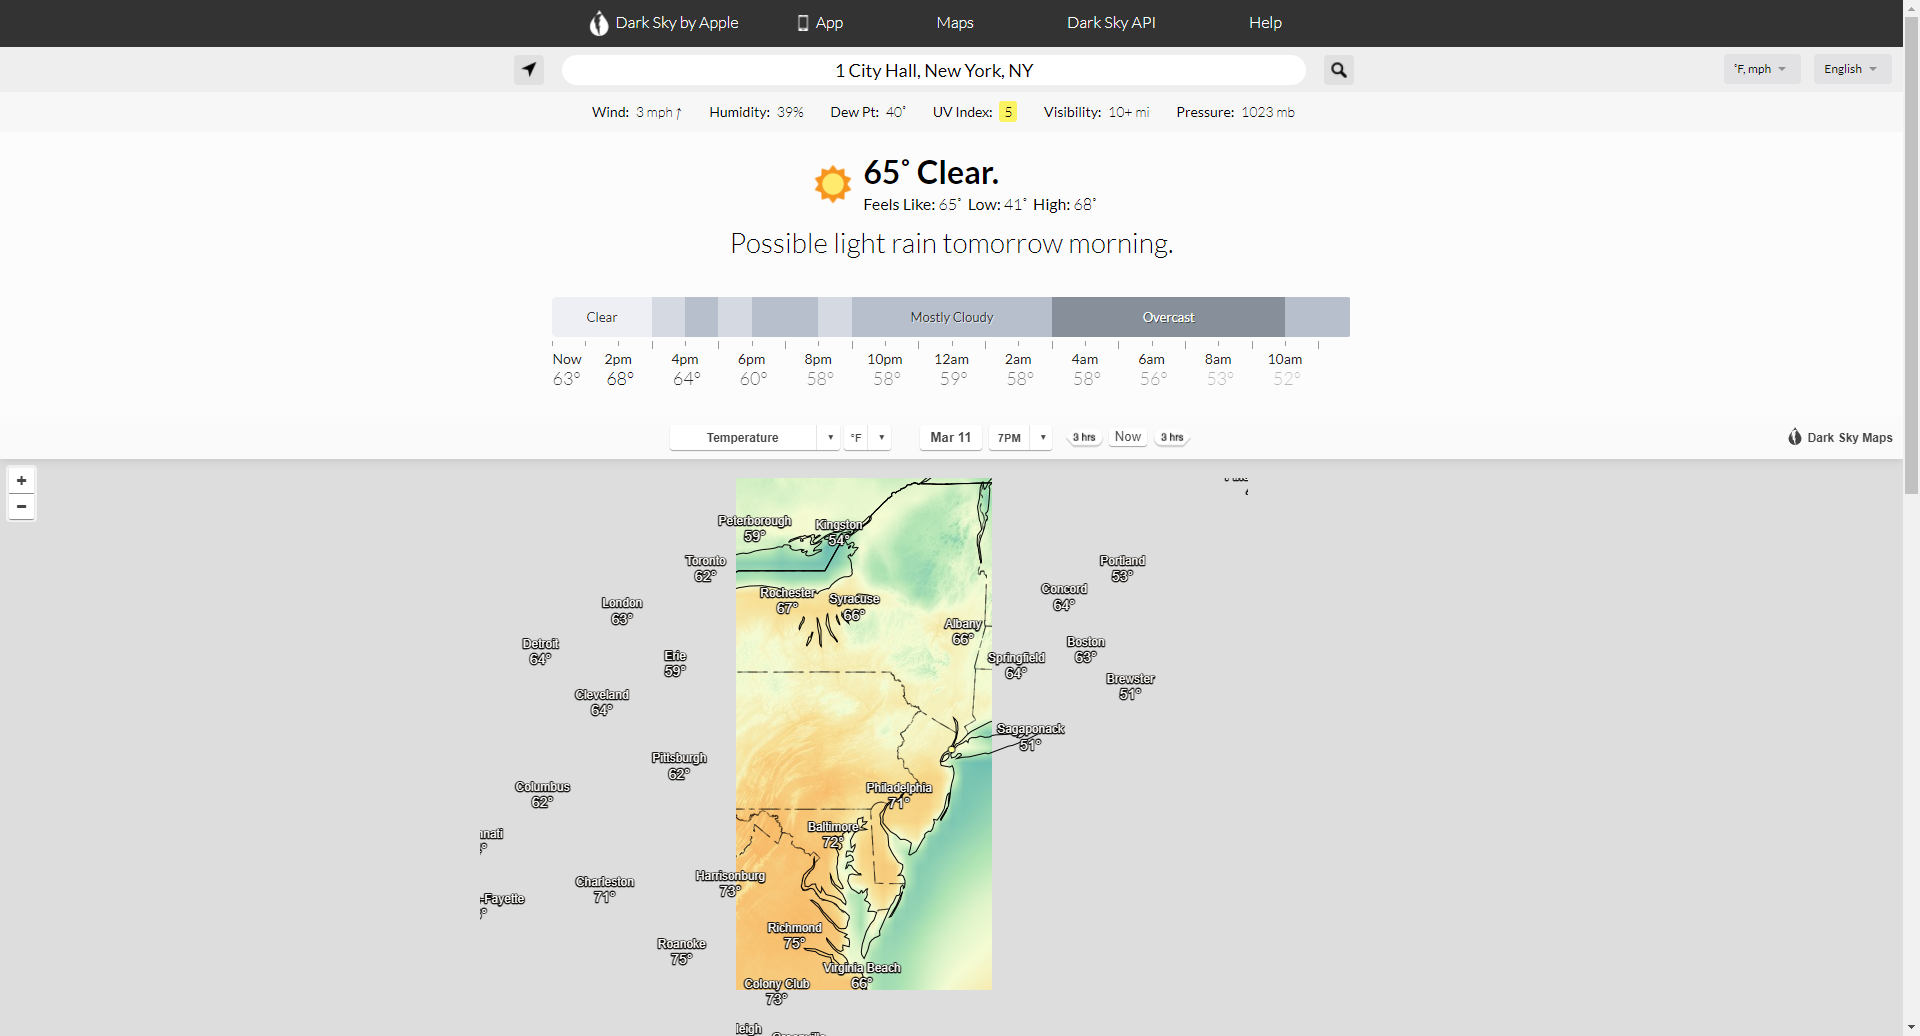 Dark Sky by Apple App Maps Dark Sky API Help
1 City Hall, New York, NY
°F, mph English
Wind: 3 mph ↑ Humidity: 39% Dew Pt: 40° UV Index: 5 Visibility: 10+ mi Pressure: 1023 mb
65° Clear.
Feels Like: 65° Low: 41° High: 68°
Possible light rain tomorrow morning.
Clear Mostly Cloudy Overcast
Now 2pm 4pm 6pm 8pm 10pm 12am 2am 4am 6am 8am 10am
63° 68° 64° 60° 58° 58° 59° 58° 58° 56° 53° 52°
Temperature °F Mar 11 7PM 3 hrs Now 3 hrs Dark Sky Maps
+
−
Peterborough
59°
Kingston
54°
Toronto
62°
Portland
53°
Concord
64°
Rochester
67°
Syracuse
66°
London
63°
Albany
66°
Detroit
64°
Boston
63°
Erie
59°
Springfield
64°
Brewster
51°
Cleveland
64°
Sagaponack
51°
Pittsburgh
62°
Columbus
62°
Philadelphia
71°
Baltimore
72°
nnati
Harrisonburg
73°
Charleston
71°
-Fayette
Richmond
75°
Roanoke
75°
Virginia Beach
66°
Colony Club
73°
leigh